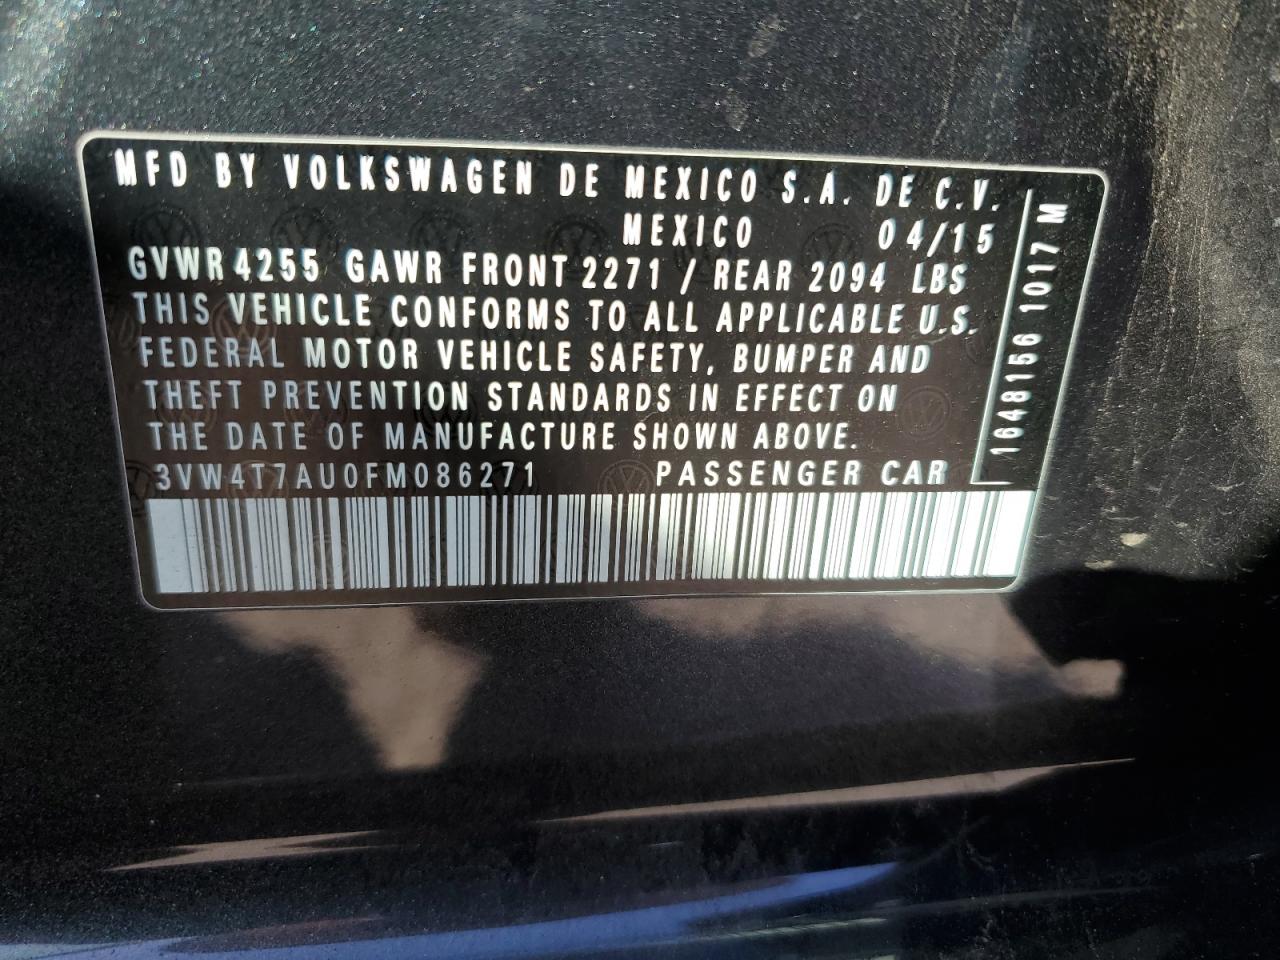 MFD BY VOLKSWAGEN DE MEXICO S.A. DE C.V.
MEXICO 04/15
GVWR 4255 GAWR FRONT 2271 / REAR 2094 LBS
THIS VEHICLE CONFORMS TO ALL APPLICABLE U.S.
FEDERAL MOTOR VEHICLE SAFETY, BUMPER AND
THEFT PREVENTION STANDARDS IN EFFECT ON
THE DATE OF MANUFACTURE SHOWN ABOVE.
3VW4T7AU0FM086271 PASSENGER CAR
1648156 1017 M